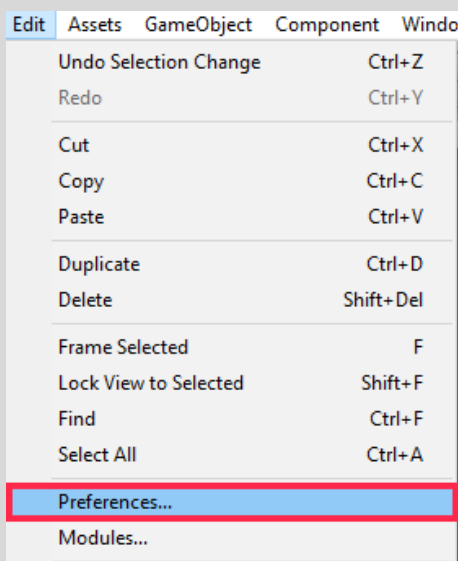 Edit Assets GameObject Component Windo
Undo Selection Change Ctrl+Z
Redo Ctrl+Y
Cut Ctrl+X
Copy Ctrl+C
Paste Ctrl+V
Duplicate Ctrl+D
Delete Shift+Del
Frame Selected F
Lock View to Selected Shift+F
Find Ctrl+F
Select All Ctrl+A
Preferences...
Modules...